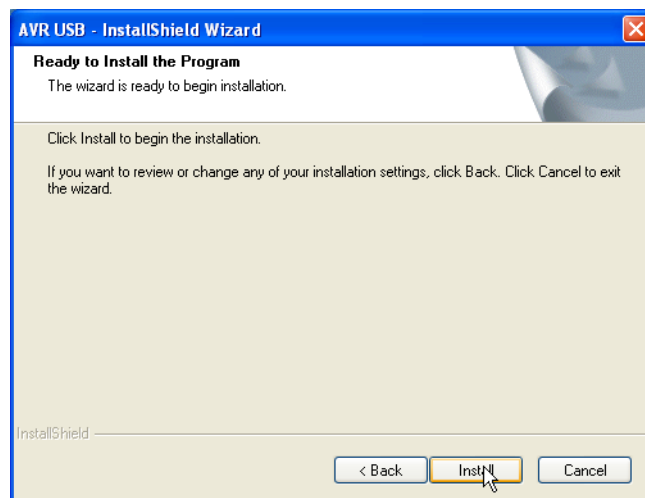 AVR USB - InstallShield Wizard
Ready to Install the Program
The wizard is ready to begin installation.
Click Install to begin the installation.
If you want to review or change any of your installation settings, click Back. Click Cancel to exit
the wizard.
InstallShield
< Back
Install
Cancel